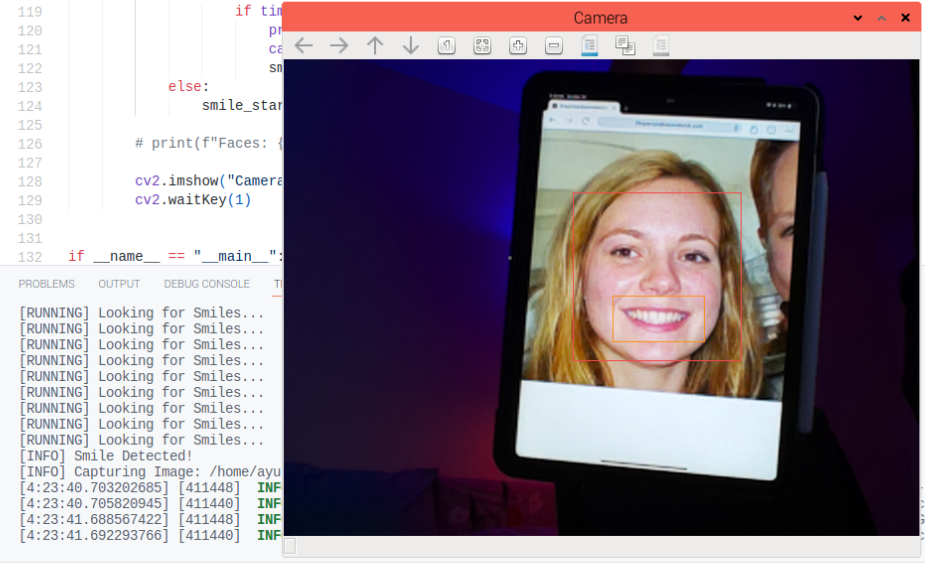 Camera
119 if tim
120 pr
121 ca
122 sm
123 else:
124 smile_star
125
126 # print(f"Faces: {
127
128 cv2.imshow("Camera
129 cv2.waitKey(1)
130
131
132 if __name__ == "__main__":
PROBLEMS OUTPUT DEBUG CONSOLE
[RUNNING] Looking for Smiles...
[RUNNING] Looking for Smiles...
[RUNNING] Looking for Smiles...
[RUNNING] Looking for Smiles...
[RUNNING] Looking for Smiles...
[RUNNING] Looking for Smiles...
[RUNNING] Looking for Smiles...
[RUNNING] Looking for Smiles...
[RUNNING] Looking for Smiles...
[INFO] Smile Detected!
[INFO] Capturing Image: /home/ayu
[4:23:40.703202685] [411448] INF
[4:23:40.705820945] [411440] INF
[4:23:41.688567422] [411448] INF
[4:23:41.692293766] [411440] INF